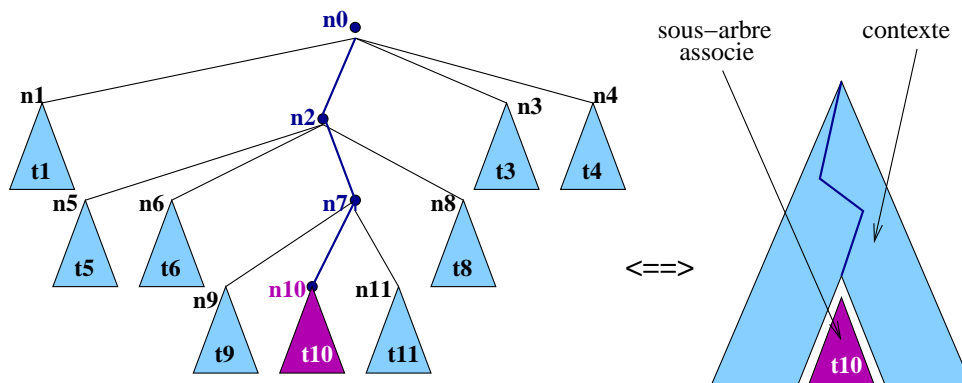 n0
sous−arbre
associe
contexte
n1
n2
n3
n4
t1
t3
t4
n5
n6
n7
n8
t5
t6
t8
<==>
n9
n10
n11
t9
t10
t11
t10